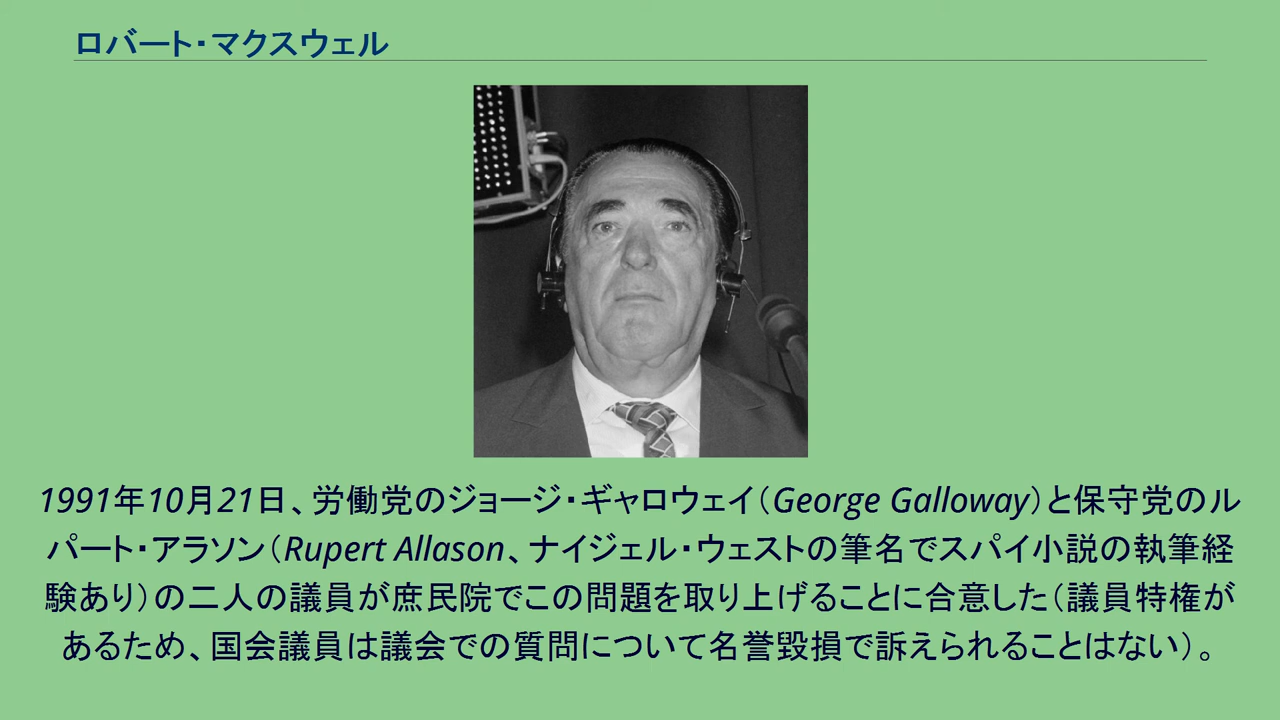 ロバート・マクスウェル
1991年10月21日、労働党のジョージ・ギャロウェイ（George Galloway）と保守党のル
パート・アラソン（Rupert Allason、ナイジェル・ウェストの筆名でスパイ小説の執筆経
験あり）の二人の議員が庶民院でこの問題を取り上げることに合意した（議員特権が
あるため、国会議員は議会での質問について名誉毀損で訴えられることはない）。